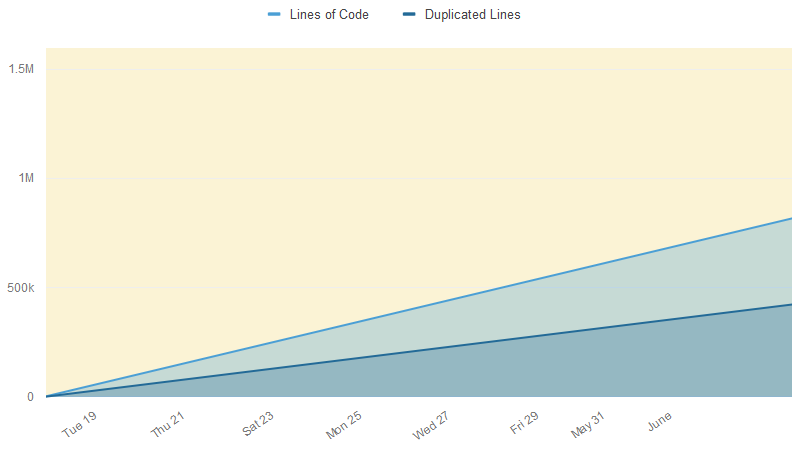 Lines of Code Duplicated Lines
1.5M
1M
500k
0
Tue 19 Thu 21 Sat 23 Mon 25 Wed 27 Fri 29 May 31 June